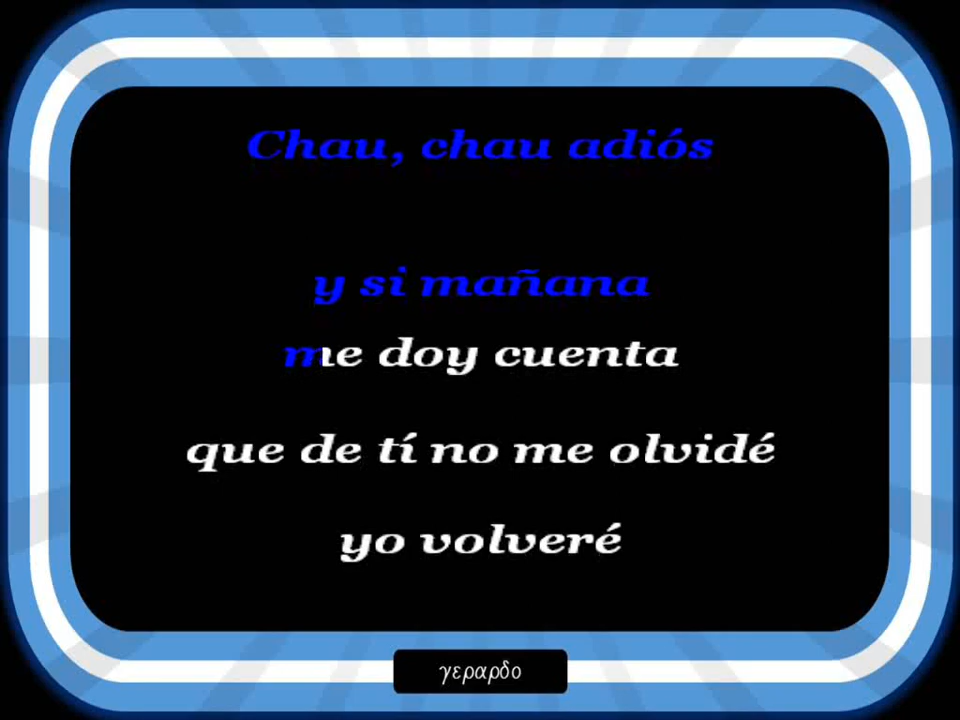 Chau, chau adiós
y si mañana
me doy cuenta
que de tí no me olvidé
yo volveré
γεραρδο